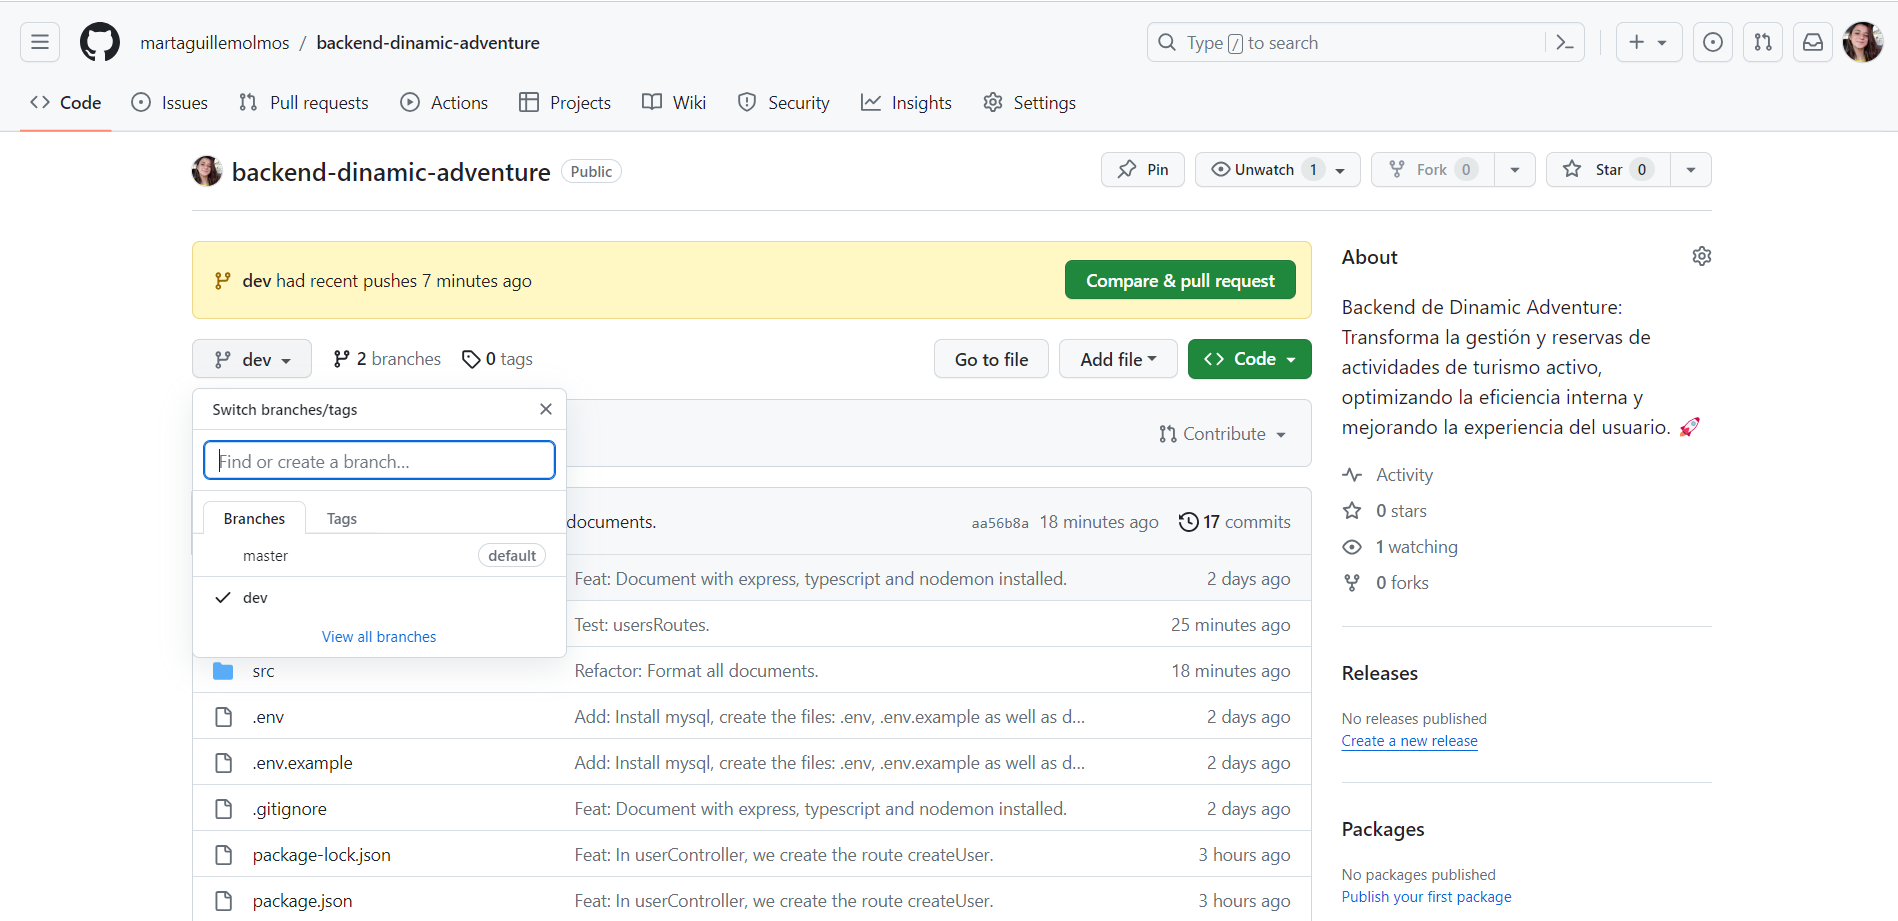 martaguillemolmos / backend-dinamic-adventure
Type / to search
Code
Issues
Pull requests
Actions
Projects
Wiki
Security
Insights
Settings
backend-dinamic-adventure Public
Pin
Unwatch 1
Fork 0
Star 0
dev had recent pushes 7 minutes ago
Compare & pull request
dev
2 branches
0 tags
Go to file
Add file
Code
Switch branches/tags
Find or create a branch...
Branches
Tags
master default
dev
View all branches
Contribute
documents.
aa56b8a 18 minutes ago
17 commits
Feat: Document with express, typescript and nodemon installed. 2 days ago
Test: usersRoutes. 25 minutes ago
src Refactor: Format all documents. 18 minutes ago
.env Add: Install mysql, create the files: .env, .env.example as well as d... 2 days ago
.env.example Add: Install mysql, create the files: .env, .env.example as well as d... 2 days ago
.gitignore Feat: Document with express, typescript and nodemon installed. 2 days ago
package-lock.json Feat: In userController, we create the route createUser. 3 hours ago
package.json Feat: In userController, we create the route createUser. 3 hours ago
About
Backend de Dinamic Adventure:
Transforma la gestión y reservas de
actividades de turismo activo,
optimizando la eficiencia interna y
mejorando la experiencia del usuario. 🚀
Activity
0 stars
1 watching
0 forks
Releases
No releases published
Create a new release
Packages
No packages published
Publish your first package